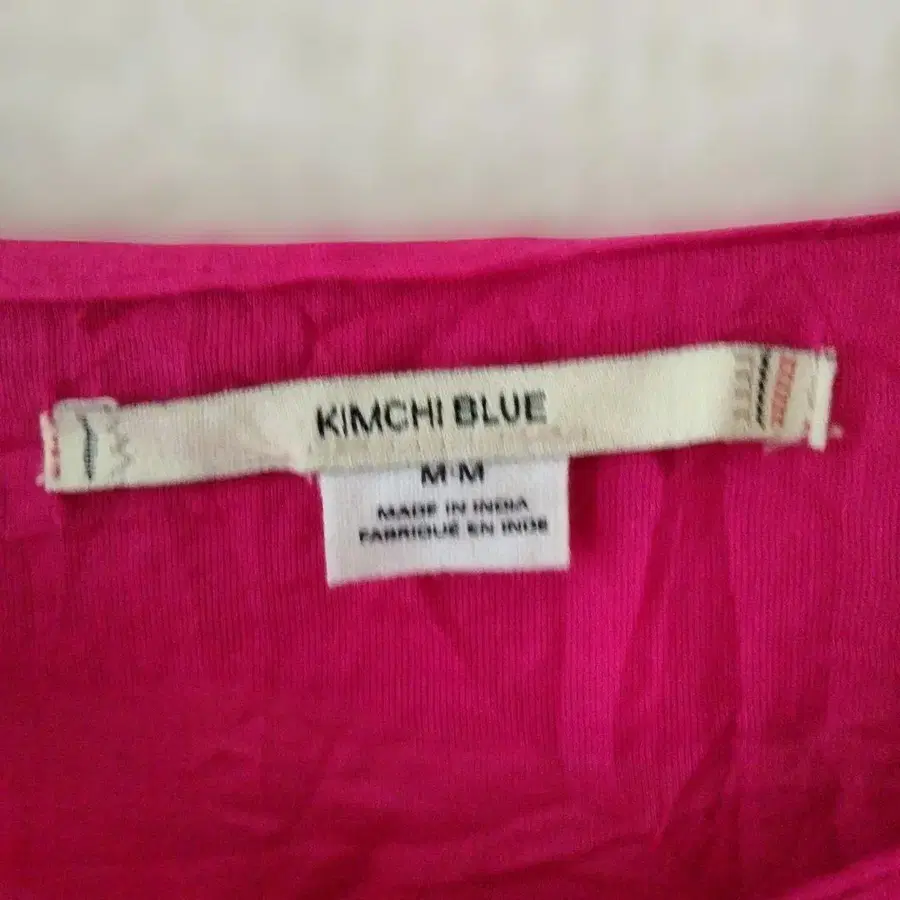 KIMCHI BLUE
M·M
MADE IN INDIA
FABRIQUE EN INDE